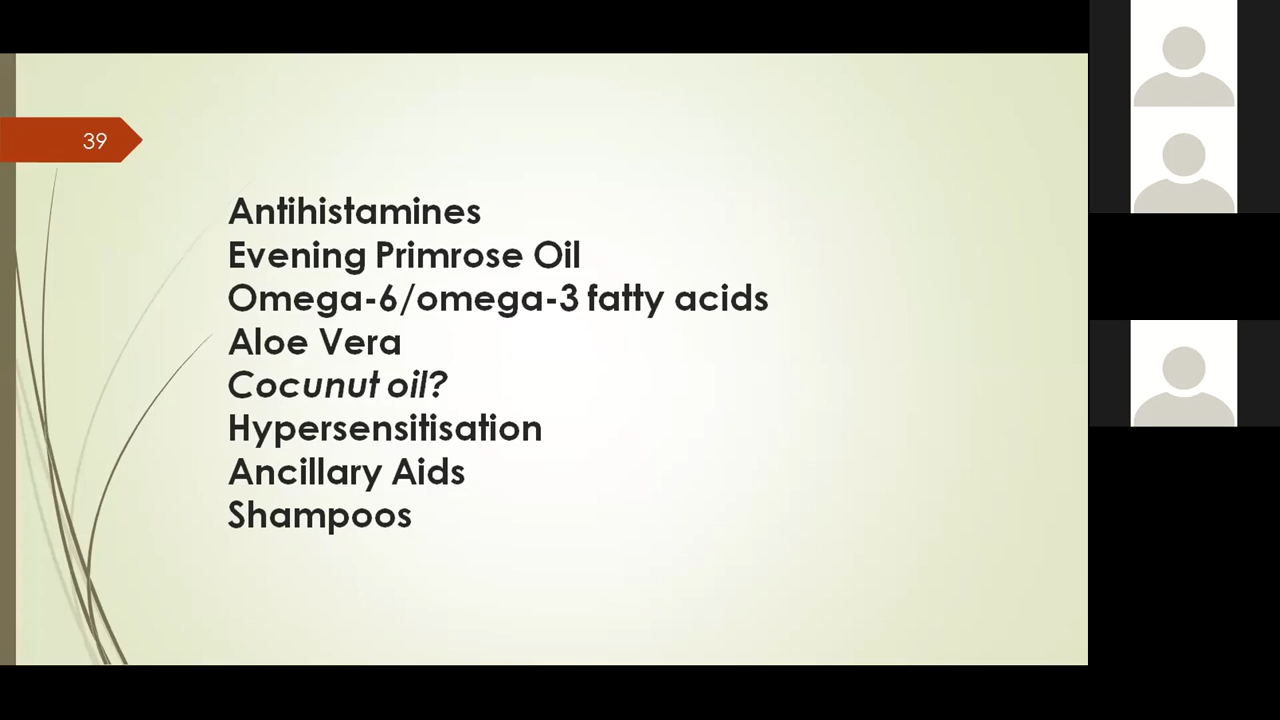 39
Antihistamines
Evening Primrose Oil
Omega-6/omega-3 fatty acids
Aloe Vera
Cocunut oil?
Hypersensitisation
Ancillary Aids
Shampoos